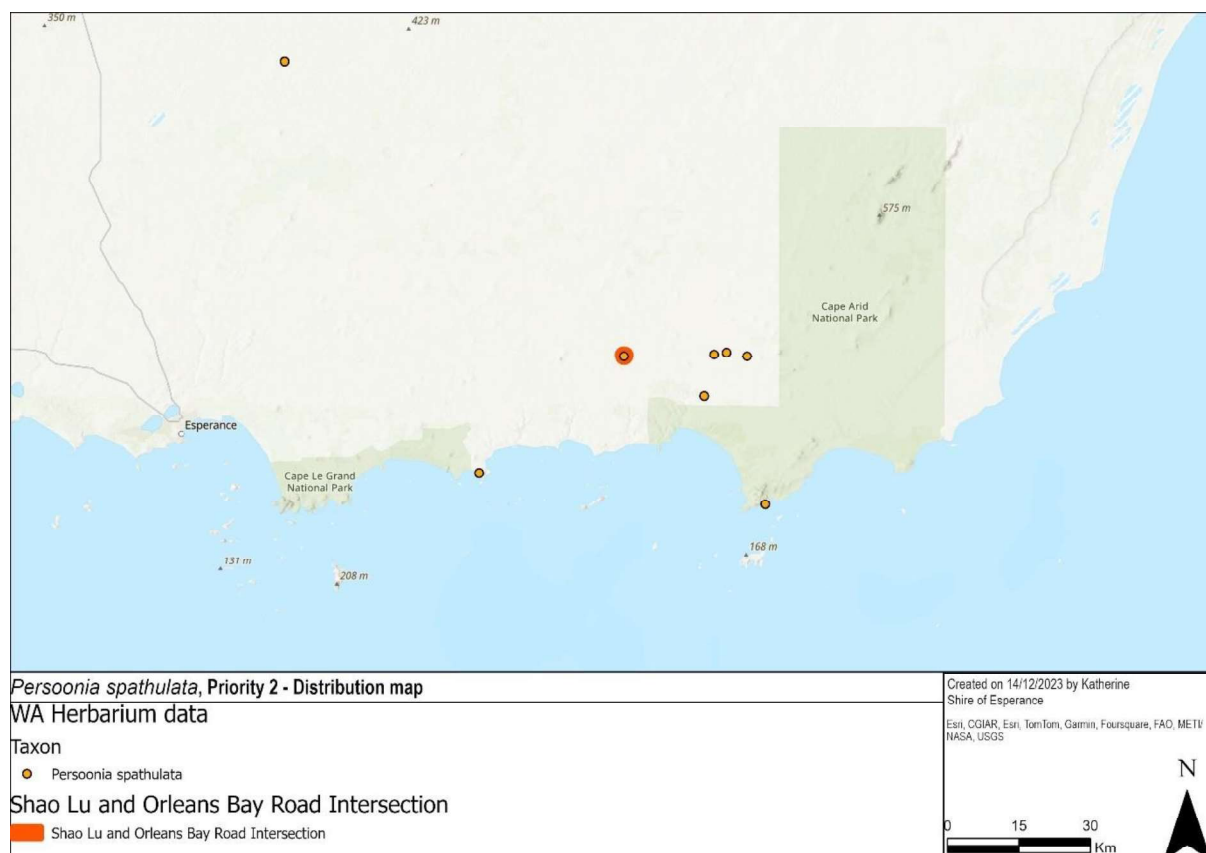 350 m
423 m
575 m
Cape Arid
National Park
Esperance
Cape Le Grand
National Park
131 m
208 m
168 m
Persoonia spathulata, Priority 2 - Distribution map
WA Herbarium data
Taxon
Persoonia spathulata
Shao Lu and Orleans Bay Road Intersection
Shao Lu and Orleans Bay Road Intersection
Created on 14/12/2023 by Katherine
Shire of Esperance
Esri, CGIAR, Esri, TomTom, Garmin, Foursquare, FAO, METI/
NASA, USGS
N
0 15 30
Km